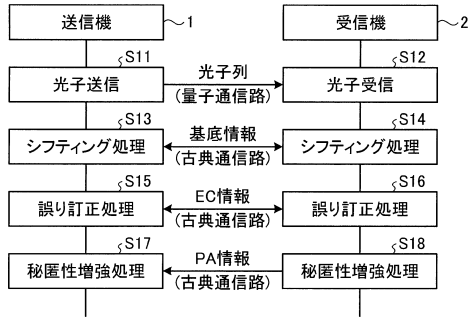 送信機 1
受信機 2
S11
S12
光子送信
光子列
(量子通信路)
光子受信
S13
S14
シフティング処理
基底情報
(古典通信路)
シフティング処理
S15
S16
誤り訂正処理
EC情報
(古典通信路)
誤り訂正処理
S17
S18
秘匿性増強処理
PA情報
(古典通信路)
秘匿性増強処理